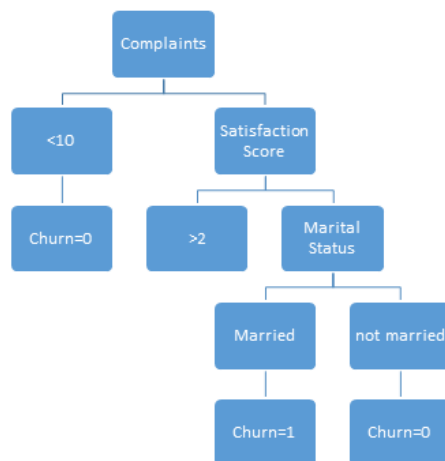 Complaints
<10
Satisfaction
Score
Churn=0
>2
Marital
Status
Married
not married
Churn=1
Churn=0